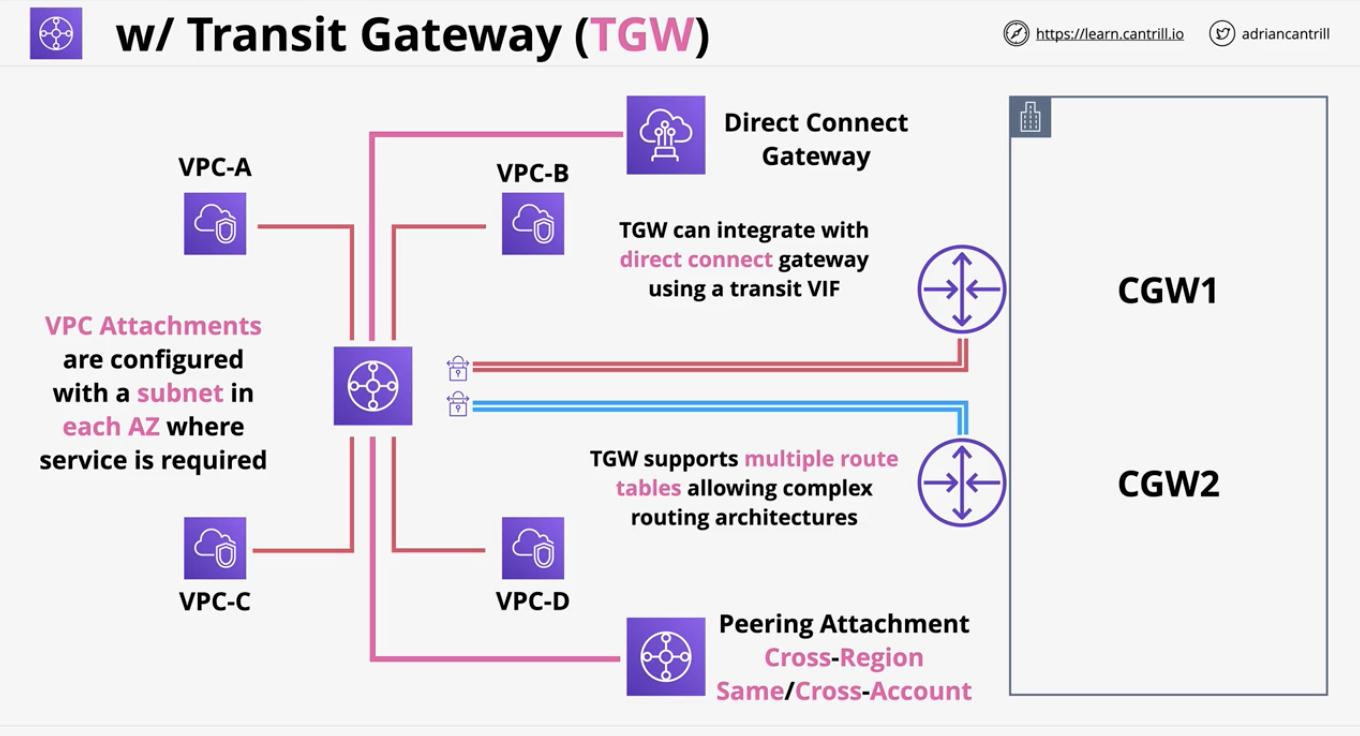 w/ Transit Gateway (TGW)
https://learn.cantrill.io
adriancantrill
Direct Connect
Gateway
VPC-A
VPC-B
TGW can integrate with
direct connect gateway
using a transit VIF
CGW1
VPC Attachments
are configured
with a subnet in
each AZ where
service is required
TGW supports multiple route
tables allowing complex
routing architectures
CGW2
VPC-C
VPC-D
Peering Attachment
Cross-Region
Same/Cross-Account